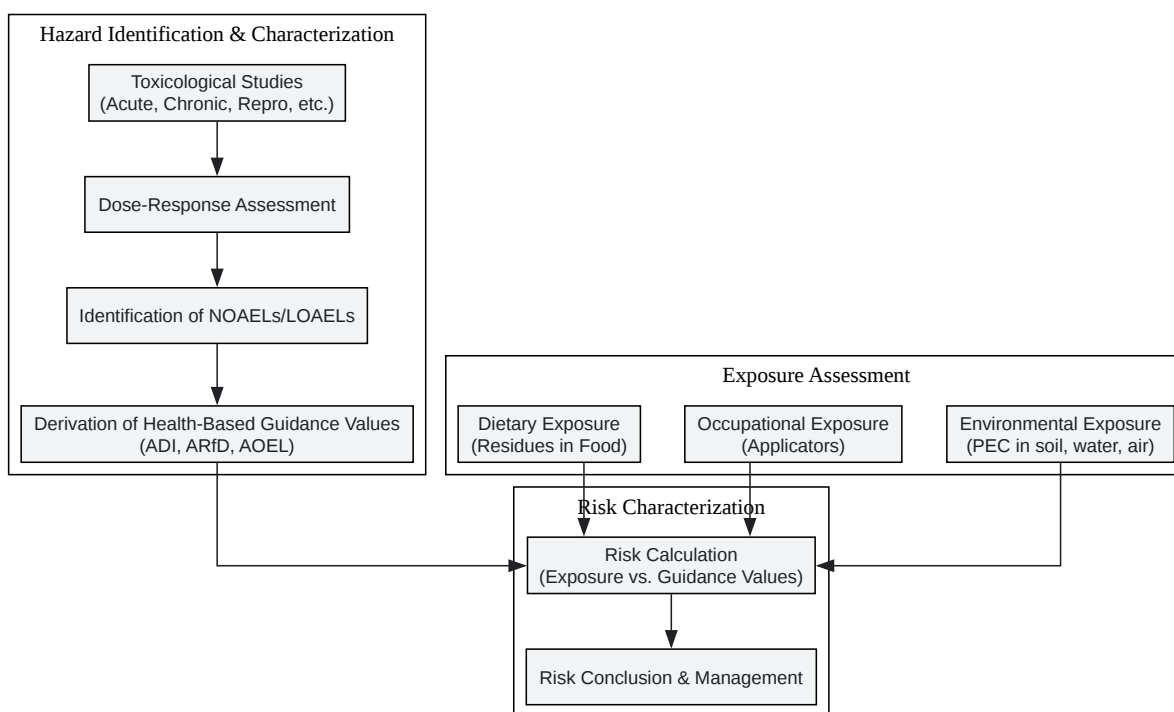 Hazard Identification & Characterization
Toxicological Studies
(Acute, Chronic, Repro, etc.)
Dose-Response Assessment
Identification of NOAELs/LOAELs
Derivation of Health-Based Guidance Values
(ADI, ARfD, AOEL)
Exposure Assessment
Dietary Exposure
(Residues in Food)
Occupational Exposure
(Applicators)
Environmental Exposure
(PEC in soil, water, air)
Risk Characterization
Risk Calculation
(Exposure vs. Guidance Values)
Risk Conclusion & Management